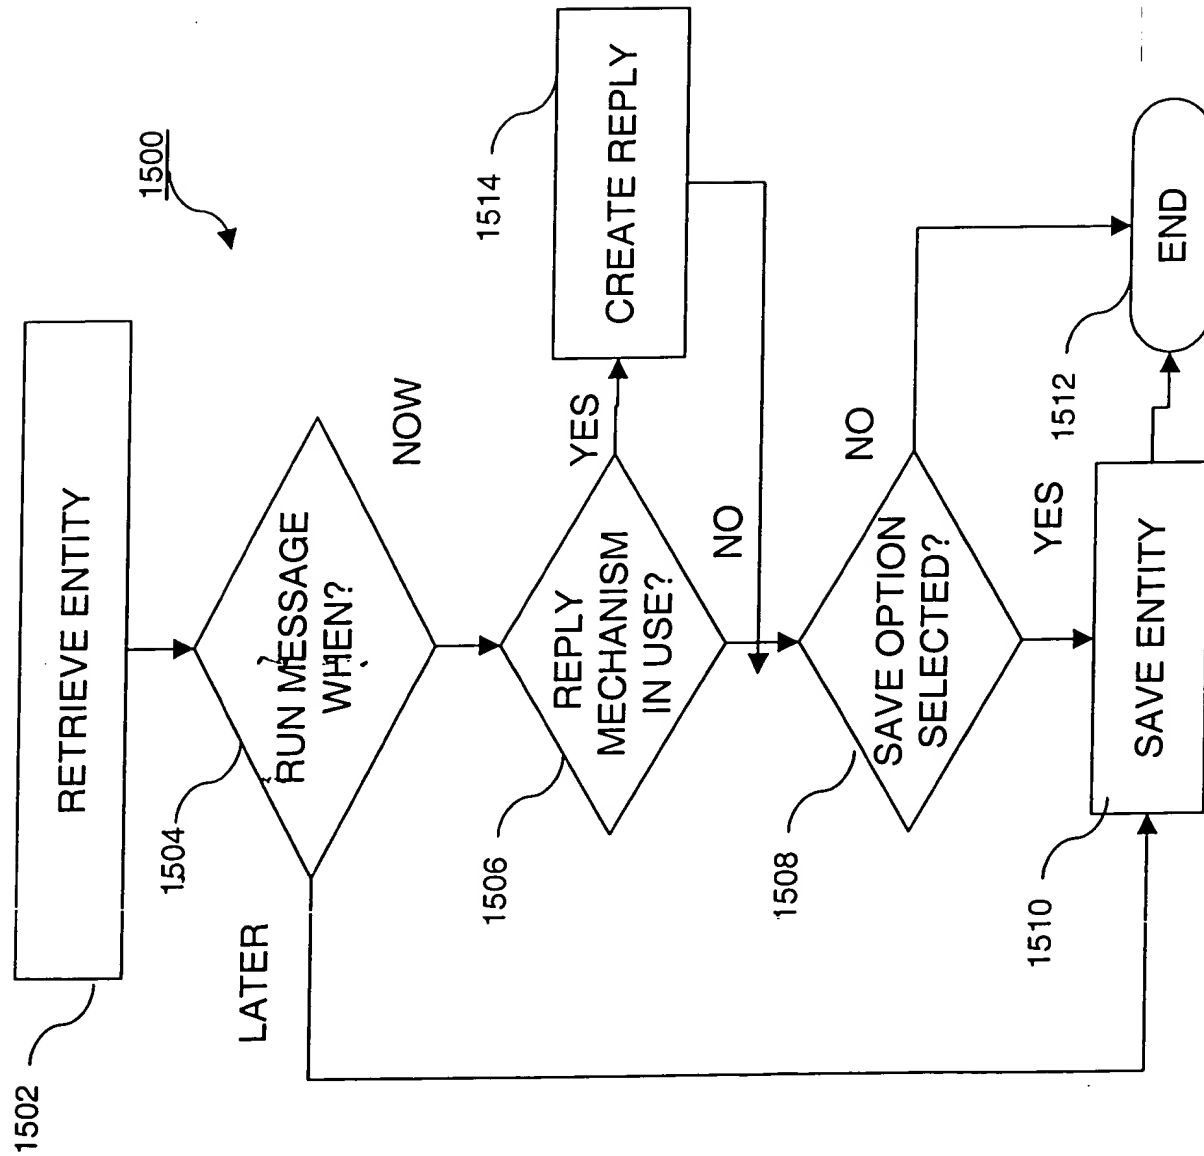 1500
1502
RETRIEVE ENTITY
1504
RUN MESSAGE
WHEN?
LATER
NOW
1506
REPLY
MECHANISM
IN USE?
YES
NO
1514
CREATE REPLY
1508
SAVE OPTION
SELECTED?
NO
YES
1510
SAVE ENTITY
1512
END